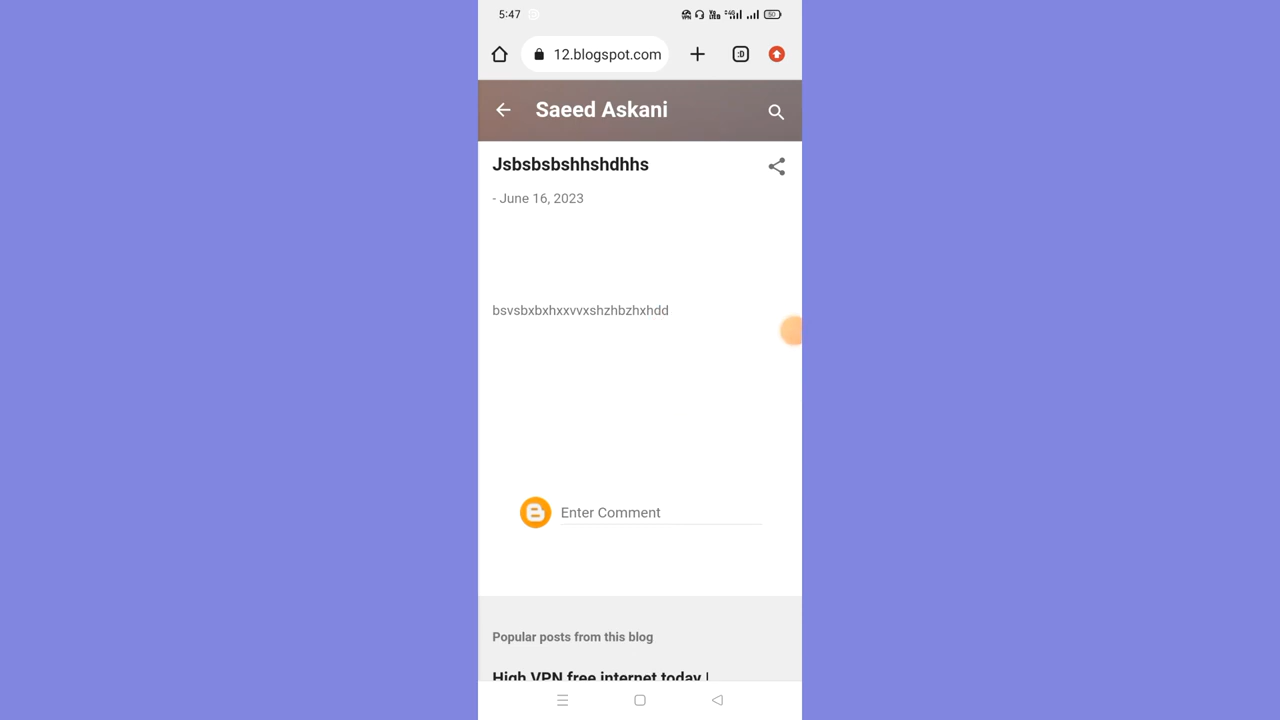 5:47
50
12.blogspot.com
:D
Saeed Askani
Jsbsbsbshhshdhhs
- June 16, 2023
bsvsbxbxhxxvvxshzhbzhxhdd
Enter Comment
Popular posts from this blog
High VPN free internet today |